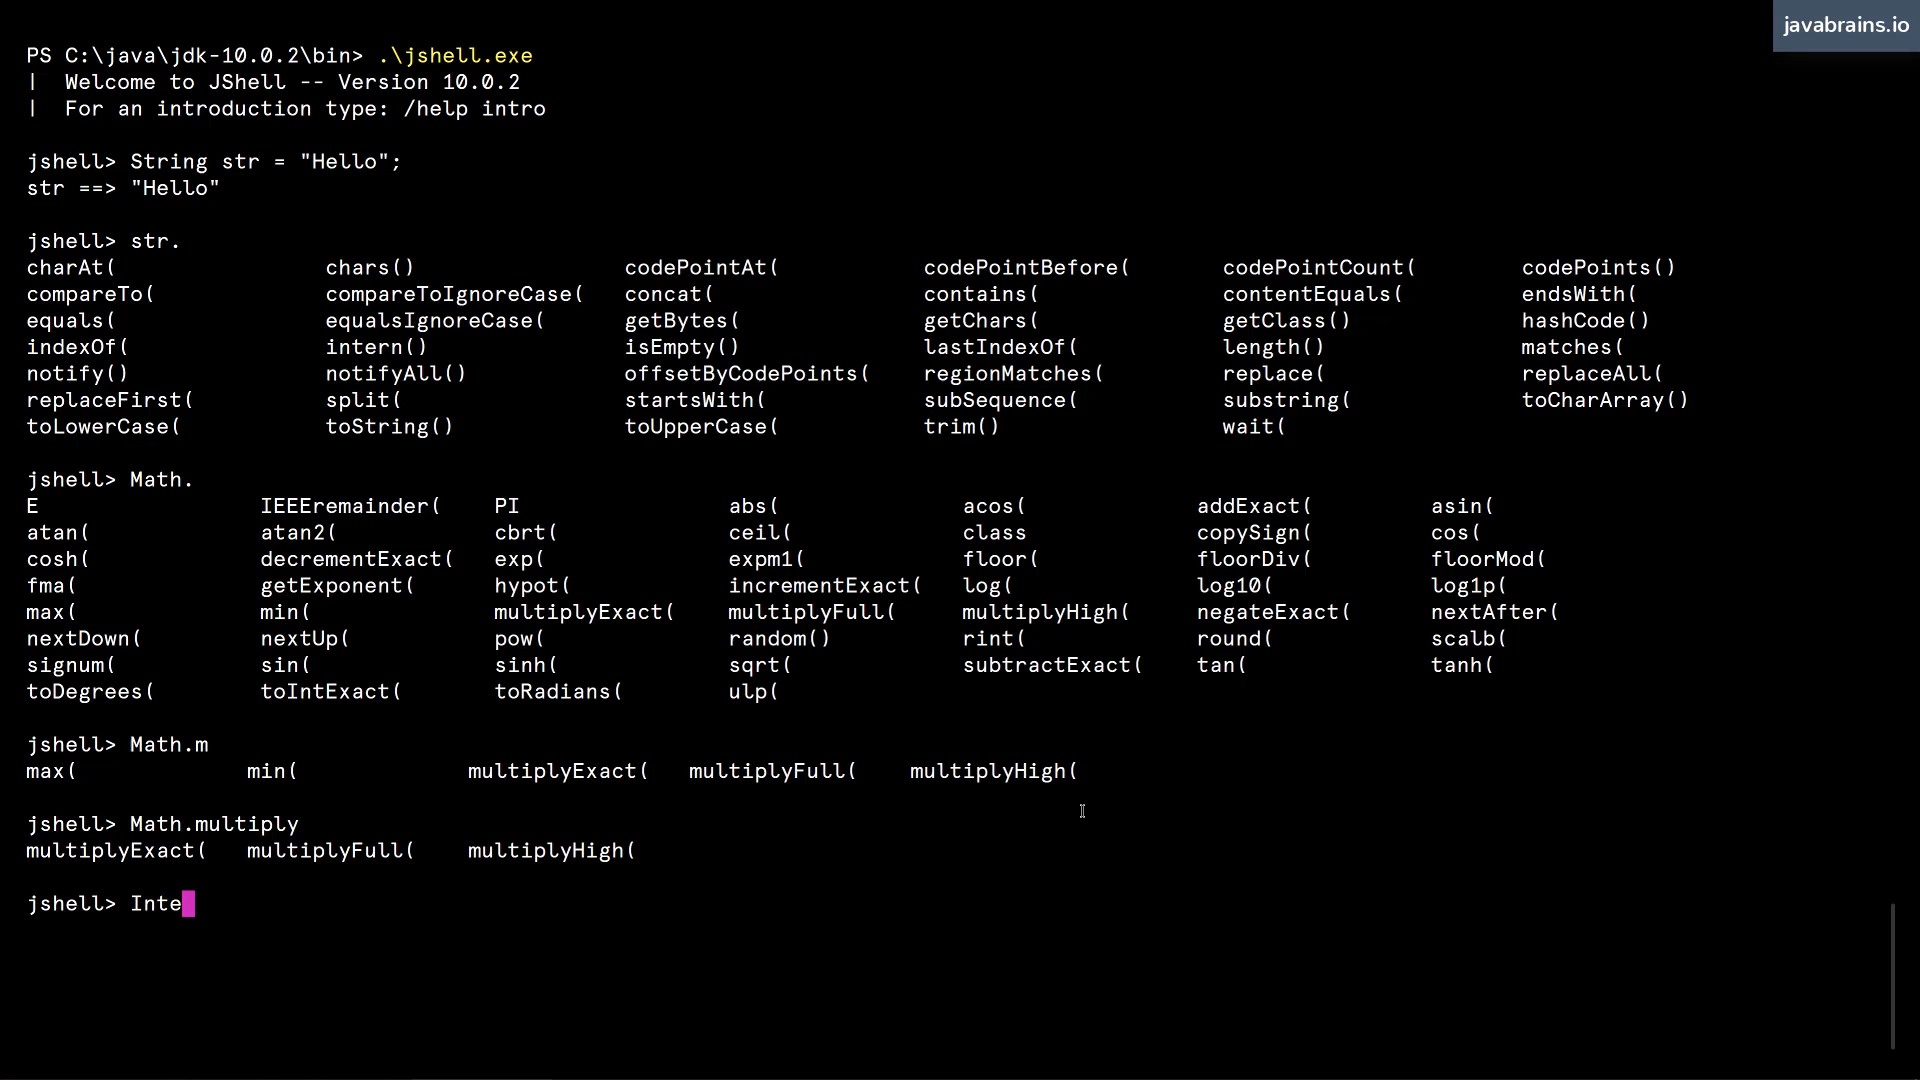 javabrains.io
PS C:\java\jdk-10.0.2\bin> .\jshell.exe
|  Welcome to JShell -- Version 10.0.2
|  For an introduction type: /help intro
jshell> String str = "Hello";
str ==> "Hello"
jshell> str.
charAt( chars() codePointAt( codePointBefore( codePointCount( codePoints()
compareTo( compareToIgnoreCase( concat( contains( contentEquals( endsWith(
equals( equalsIgnoreCase( getBytes( getChars( getClass() hashCode()
indexOf( intern() isEmpty() lastIndexOf( length() matches(
notify() notifyAll() offsetByCodePoints( regionMatches( replace( replaceAll(
replaceFirst( split( startsWith( subSequence( substring( toCharArray()
toLowerCase( toString() toUpperCase( trim() wait(
jshell> Math.
E IEEEremainder( PI abs( acos( addExact( asin(
atan( atan2( cbrt( ceil( class copySign( cos(
cosh( decrementExact( exp( expm1( floor( floorDiv( floorMod(
fma( getExponent( hypot( incrementExact( log( log10( log1p(
max( min( multiplyExact( multiplyFull( multiplyHigh( negateExact( nextAfter(
nextDown( nextUp( pow( random() rint( round( scalb(
signum( sin( sinh( sqrt( subtractExact( tan( tanh(
toDegrees( toIntExact( toRadians( ulp(
jshell> Math.m
max( min( multiplyExact( multiplyFull( multiplyHigh(
jshell> Math.multiply
multiplyExact( multiplyFull( multiplyHigh(
jshell> Inte